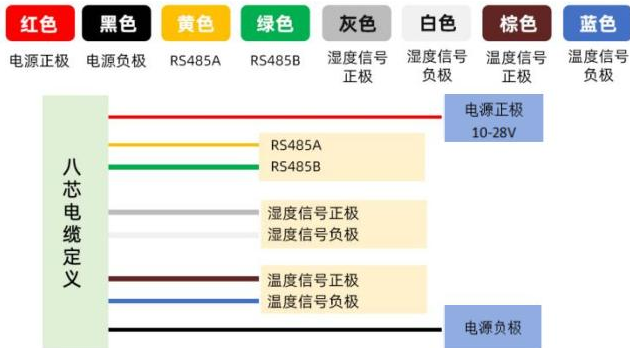 红色 黑色 黄色 绿色 灰色 白色 棕色 蓝色
电源正极 电源负极 RS485A RS485B 湿度信号正极 湿度信号负极 温度信号正极 温度信号负极
电源正极
10-28V
RS485A
RS485B
八芯电缆定义
湿度信号正极
湿度信号负极
温度信号正极
温度信号负极
电源负极